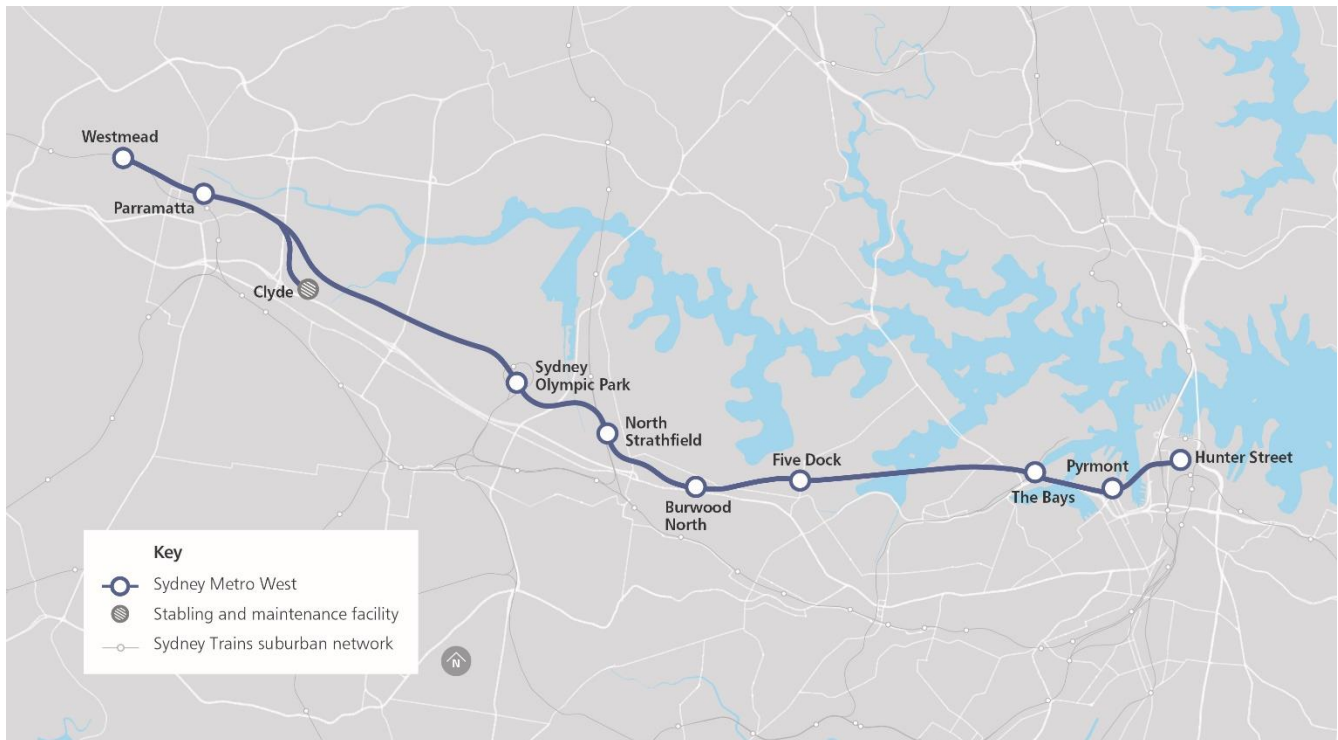 Westmead
Parramatta
Clyde
Sydney
Olympic Park
North
Strathfield
Burwood
North
Five Dock
The Bays
Pyrmont
Hunter Street
Key
Sydney Metro West
Stabling and maintenance facility
Sydney Trains suburban network
N